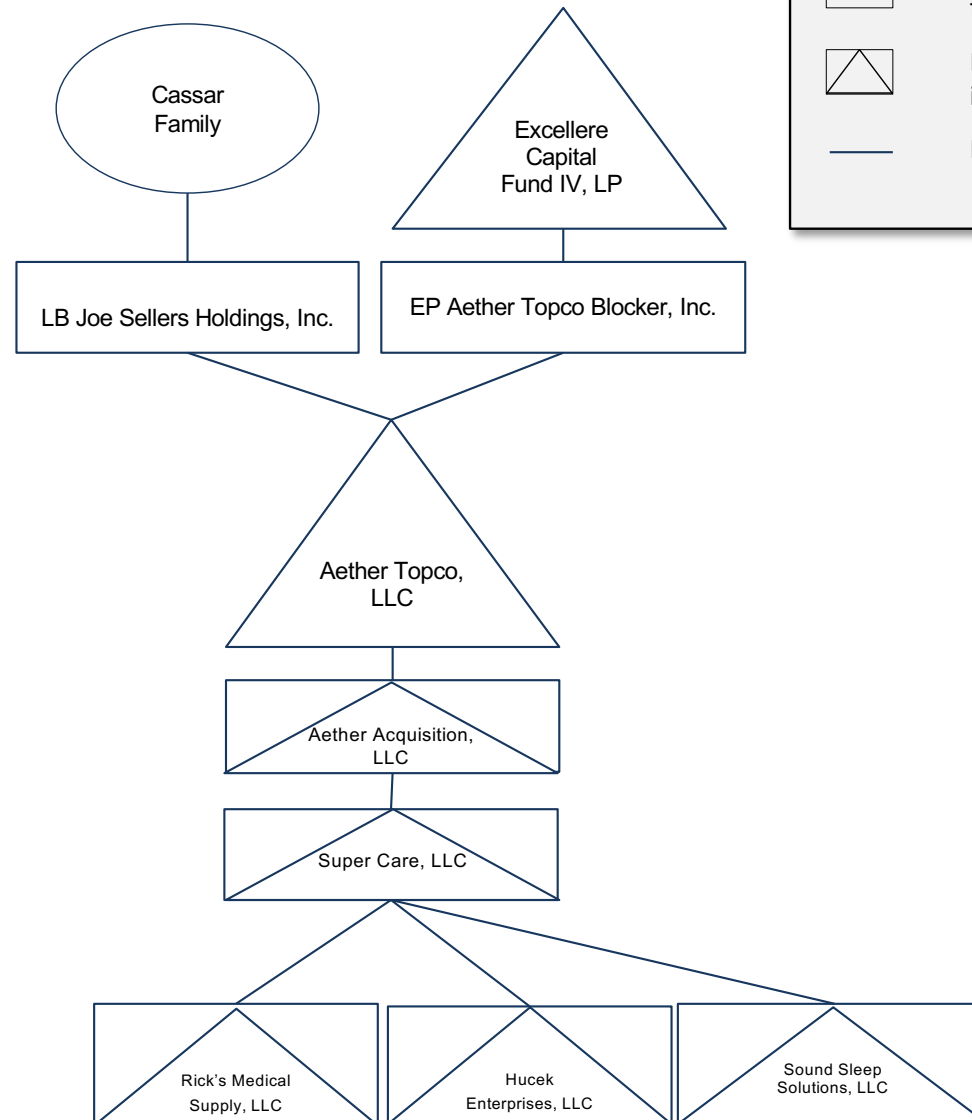 Cassar
Family
Excellere
Capital
Fund IV, LP
LB Joe Sellers Holdings, Inc.
EP Aether Topco Blocker, Inc.
Aether Topco,
LLC
Aether Acquisition,
LLC
Super Care, LLC
Rick's Medical
Supply, LLC
Hucek
Enterprises, LLC
Sound Sleep
Solutions, LLC